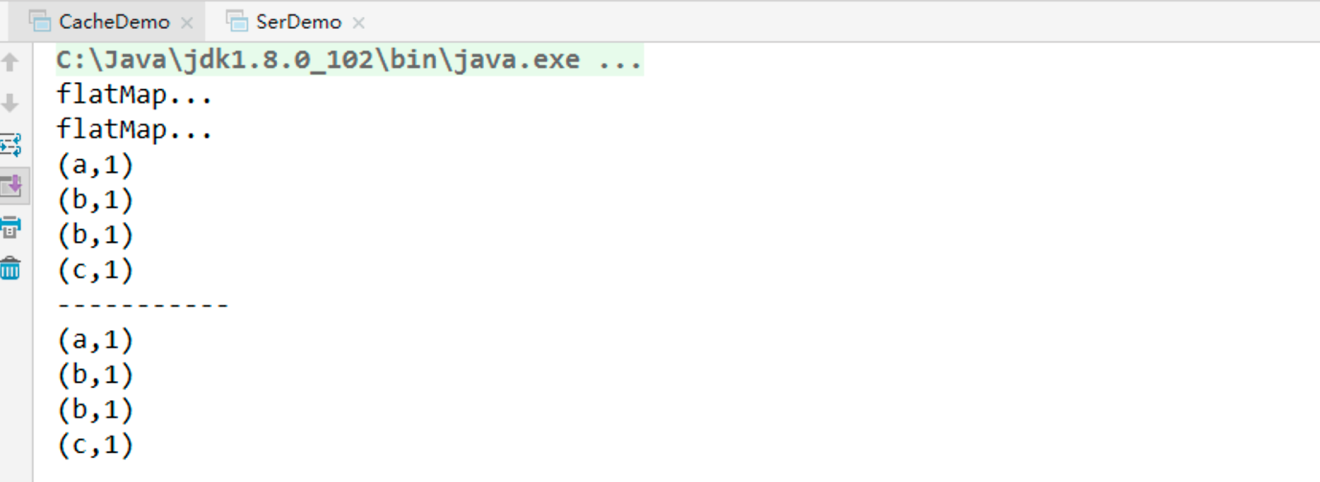 CacheDemo SerDemo
C:\Java\jdk1.8.0_102\bin\java.exe ...
flatMap...
flatMap...
(a,1)
(b,1)
(b,1)
(c,1)
-----------
(a,1)
(b,1)
(b,1)
(c,1)